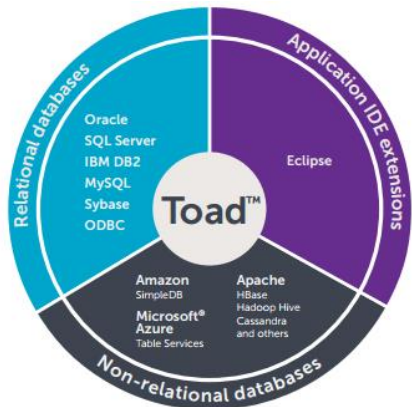 Relational databases
Oracle
SQL Server
IBM DB2
MySQL
Sybase
ODBC
Application IDE extensions
Eclipse
Toad™
Amazon
SimpleDB
Microsoft®
Azure
Table Services
Apache
HBase
Hadoop Hive
Cassandra
and others
Non-relational databases